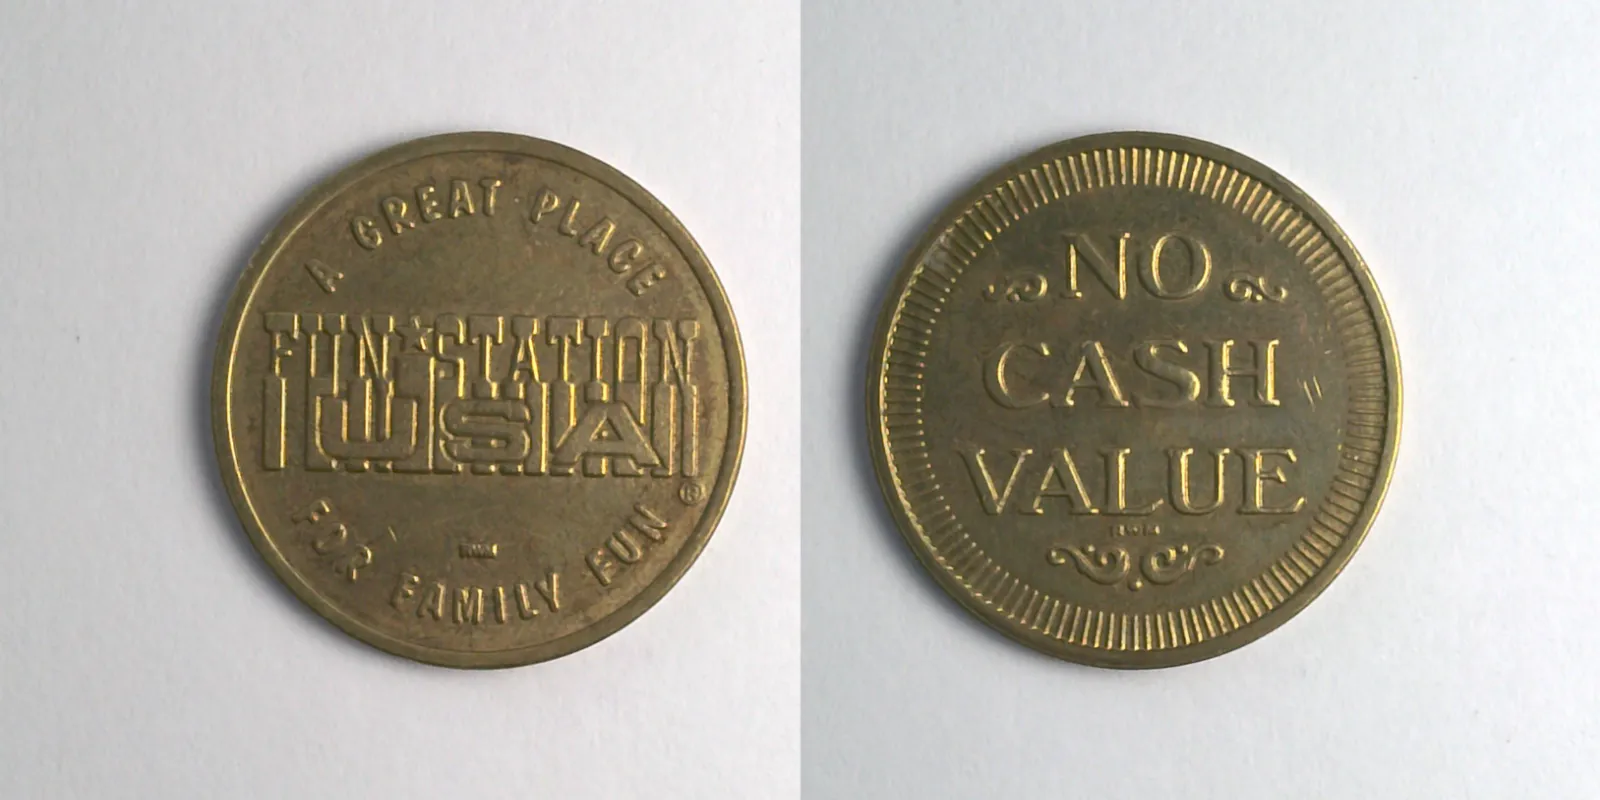 A GREAT PLACE
FUN★STATION
USA
®
FOR FAMILY FUN
NO
CASH
VALUE